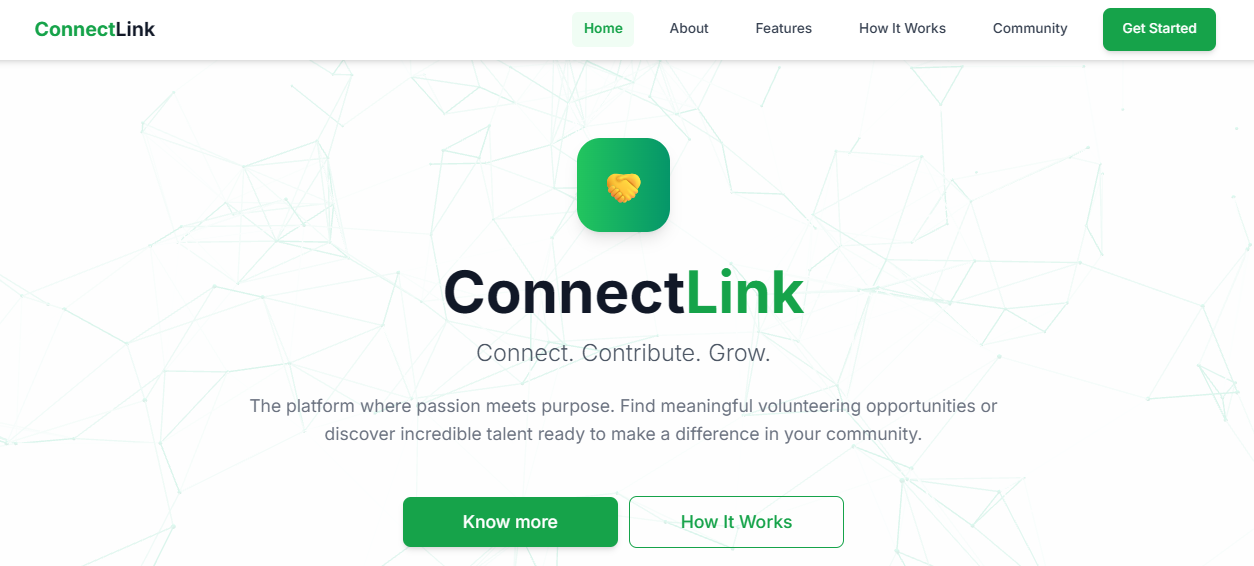 ConnectLink
Home
About
Features
How It Works
Community
Get Started
ConnectLink
Connect. Contribute. Grow.
The platform where passion meets purpose. Find meaningful volunteering opportunities or
discover incredible talent ready to make a difference in your community.
Know more
How It Works